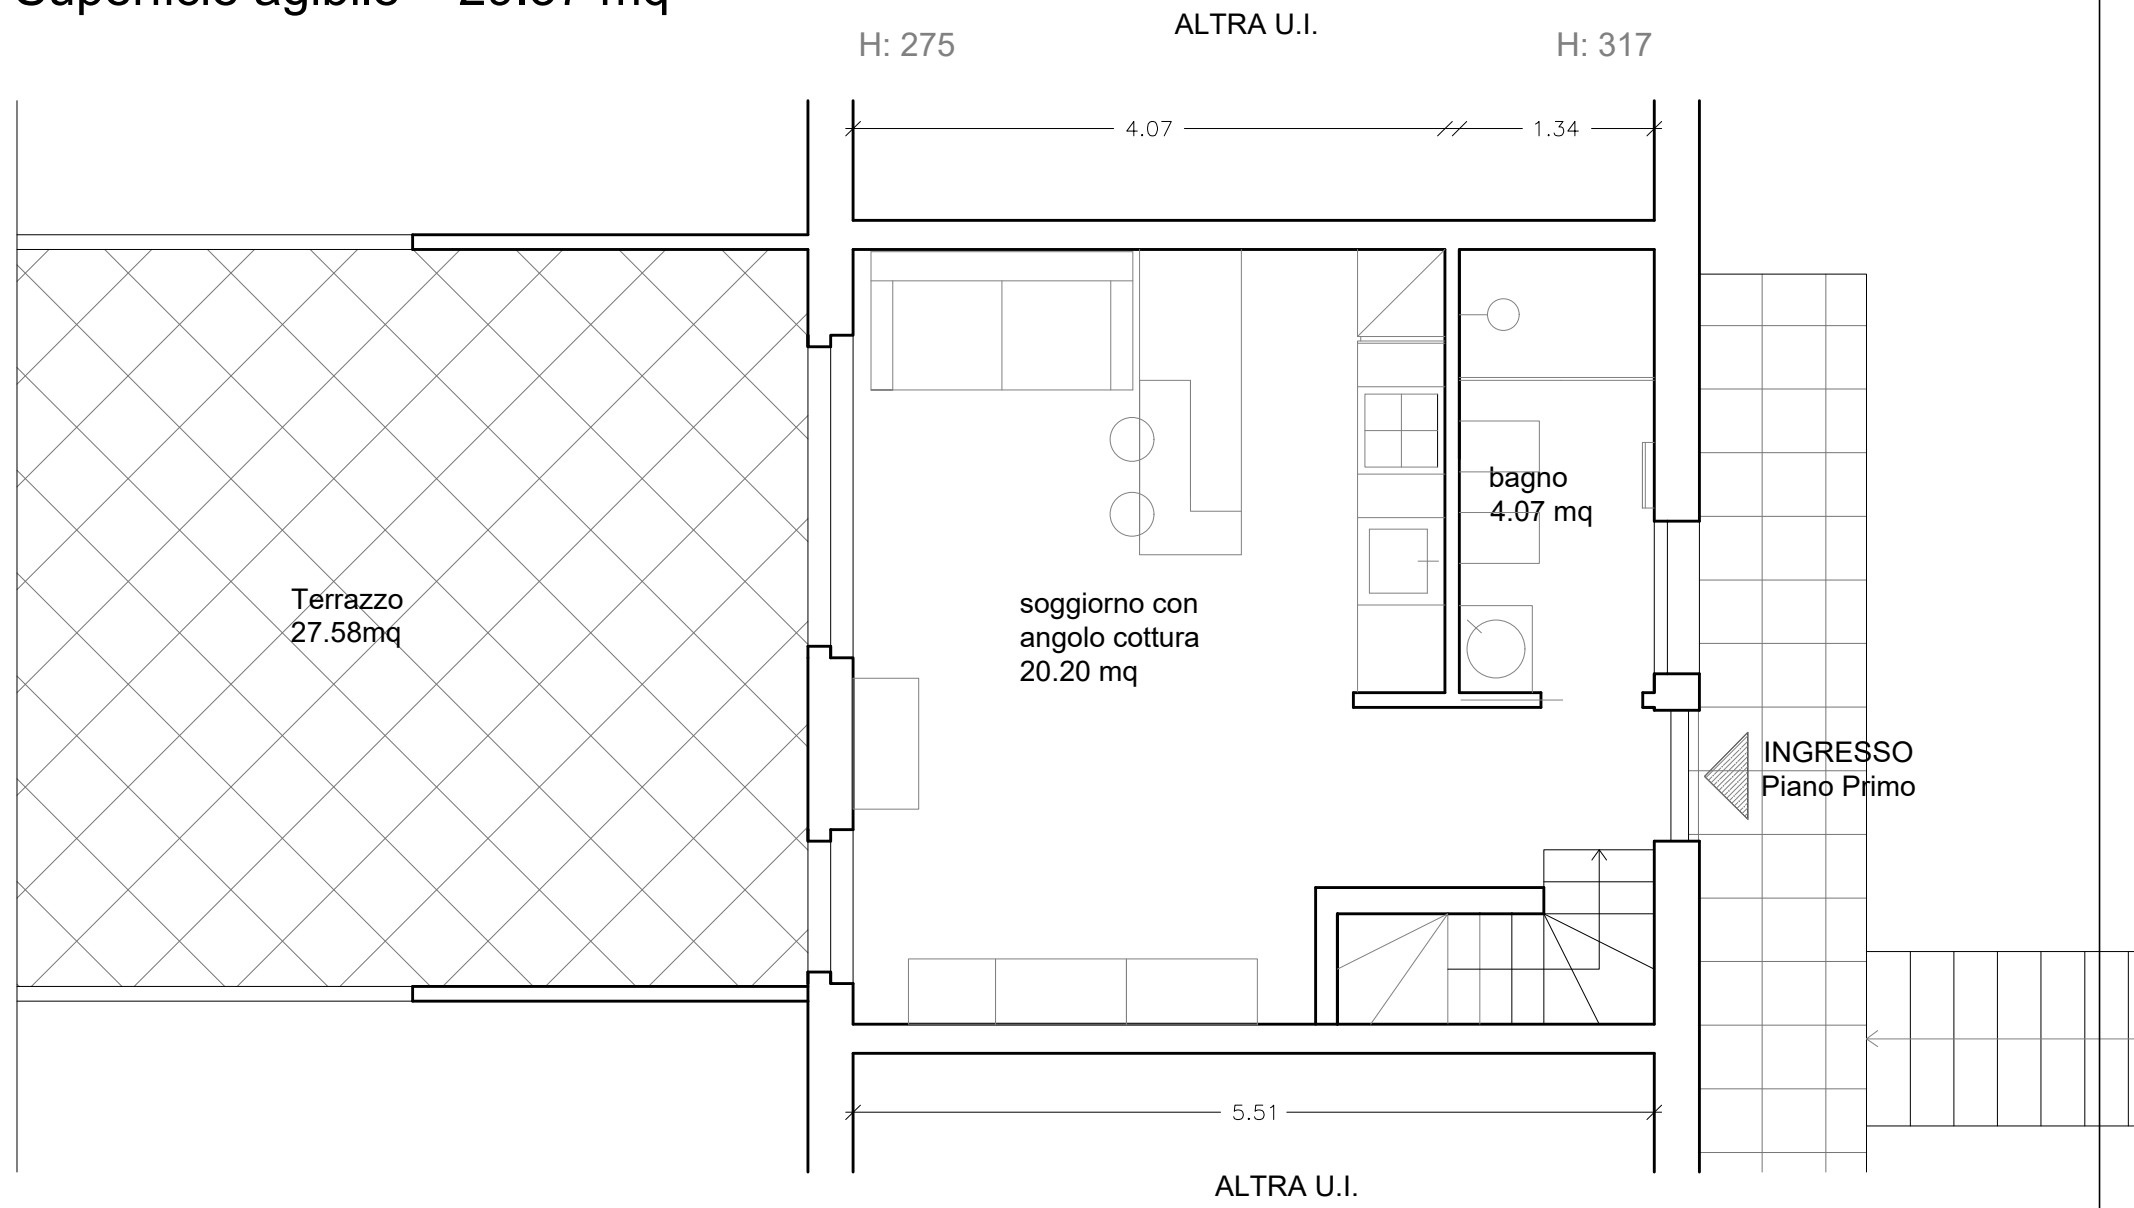 ALTRA U.I.
H: 275
H: 317
4.07
1.34
bagno
4.07 mq
Terrazzo
27.58mq
soggiorno con
angolo cottura
20.20 mq
INGRESSO
Piano Primo
5.51
ALTRA U.I.